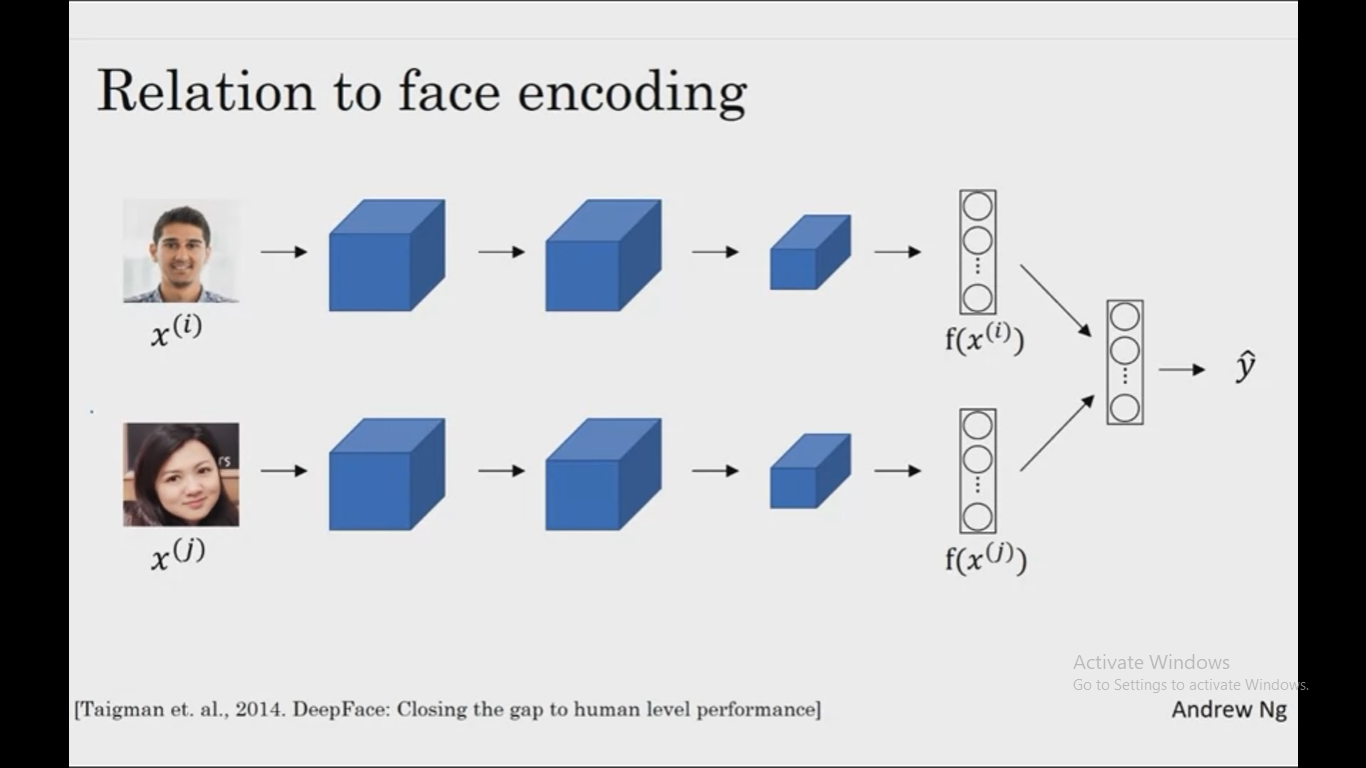 Relation to face encoding
x⁽ⁱ⁾
f(x⁽ⁱ⁾)
ŷ
rs
x⁽ʲ⁾
f(x⁽ʲ⁾)
Activate Windows
Go to Settings to activate Windows.
[Taigman et. al., 2014. DeepFace: Closing the gap to human level performance]
Andrew Ng